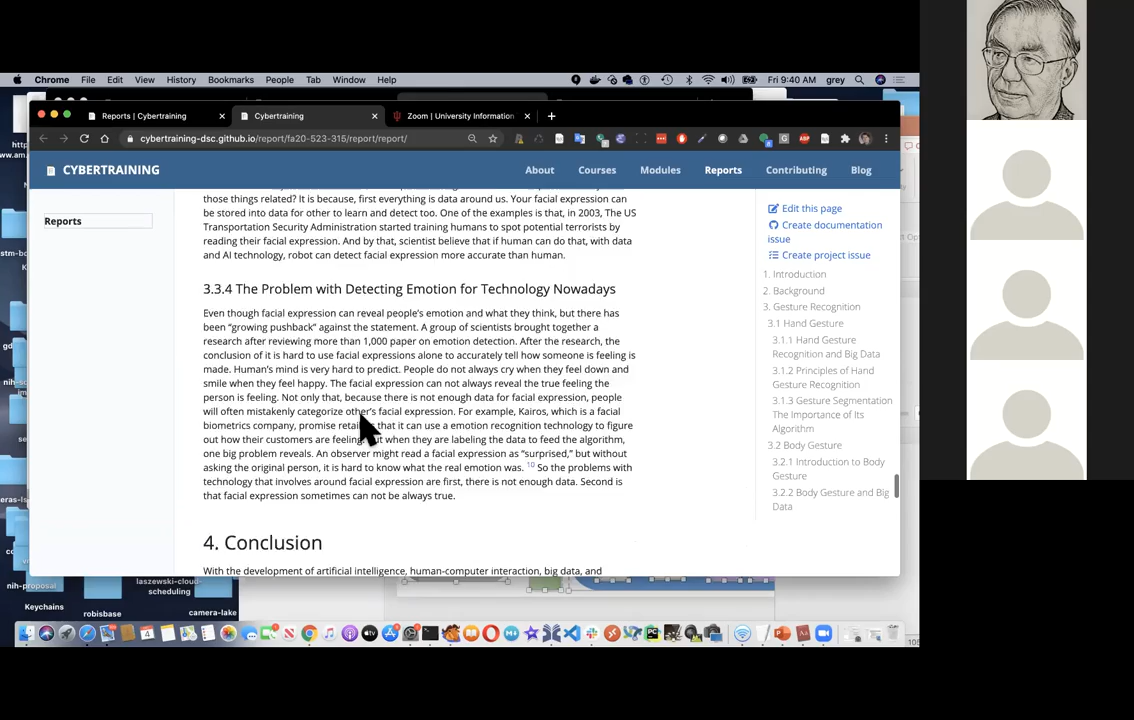 Chrome File Edit View History Bookmarks People Tab Window Help
Fri 9:40 AM grey
Reports | Cybertraining
Cybertraining
Zoom | University Information
cybertraining-dsc.github.io/report/fa20-523-315/report/report/
CYBERTRAINING
About Courses Modules Reports Contributing Blog
Reports
those things related? It is because, first everything is data around us. Your facial expression can
be stored into data for other to learn and detect too. One of the examples is that, in 2003, The US
Transportation Security Administration started training humans to spot potential terrorists by
reading their facial expression. And by that, scientist believe that if human can do that, with data
and AI technology, robot can detect facial expression more accurate than human.
3.3.4 The Problem with Detecting Emotion for Technology Nowadays
Even though facial expression can reveal people's emotion and what they think, but there has
been “growing pushback” against the statement. A group of scientists brought together a
research after reviewing more than 1,000 paper on emotion detection. After the research, the
conclusion of it is hard to use facial expressions alone to accurately tell how someone is feeling is
made. Human's mind is very hard to predict. People do not always cry when they feel down and
smile when they feel happy. The facial expression can not always reveal the true feeling the
person is feeling. Not only that, because there is not enough data for facial expression, people
will often mistakenly categorize other's facial expression. For example, Kairos, which is a facial
biometrics company, promise retai that it can use a emotion recognition technology to figure
out how their customers are feeling when they are labeling the data to feed the algorithm,
one big problem reveals. An observer might read a facial expression as “surprised,” but without
asking the original person, it is hard to know what the real emotion was. 10 So the problems with
technology that involves around facial expression are first, there is not enough data. Second is
that facial expression sometimes can not be always true.
4. Conclusion
With the development of artificial intelligence, human-computer interaction, big data, and
Edit this page
Create documentation
issue
Create project issue
1. Introduction
2. Background
3. Gesture Recognition
3.1 Hand Gesture
3.1.1 Hand Gesture
Recognition and Big Data
3.1.2 Principles of Hand
Gesture Recognition
3.1.3 Gesture Segmentation
The Importance of Its
Algorithm
3.2 Body Gesture
3.2.1 Introduction to Body
Gesture
3.2.2 Body Gesture and Big
Data
nih-proposal
laszewski-cloud-
scheduling
Keychains
robisbase
camera-lake